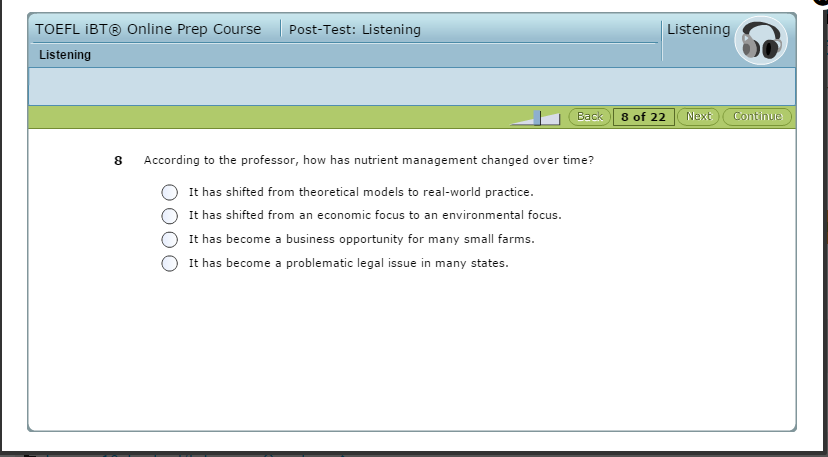 TOEFL iBT® Online Prep Course Post-Test: Listening Listening
Listening
Back 8 of 22 Next Continue
8 According to the professor, how has nutrient management changed over time?
It has shifted from theoretical models to real-world practice.
It has shifted from an economic focus to an environmental focus.
It has become a business opportunity for many small farms.
It has become a problematic legal issue in many states.